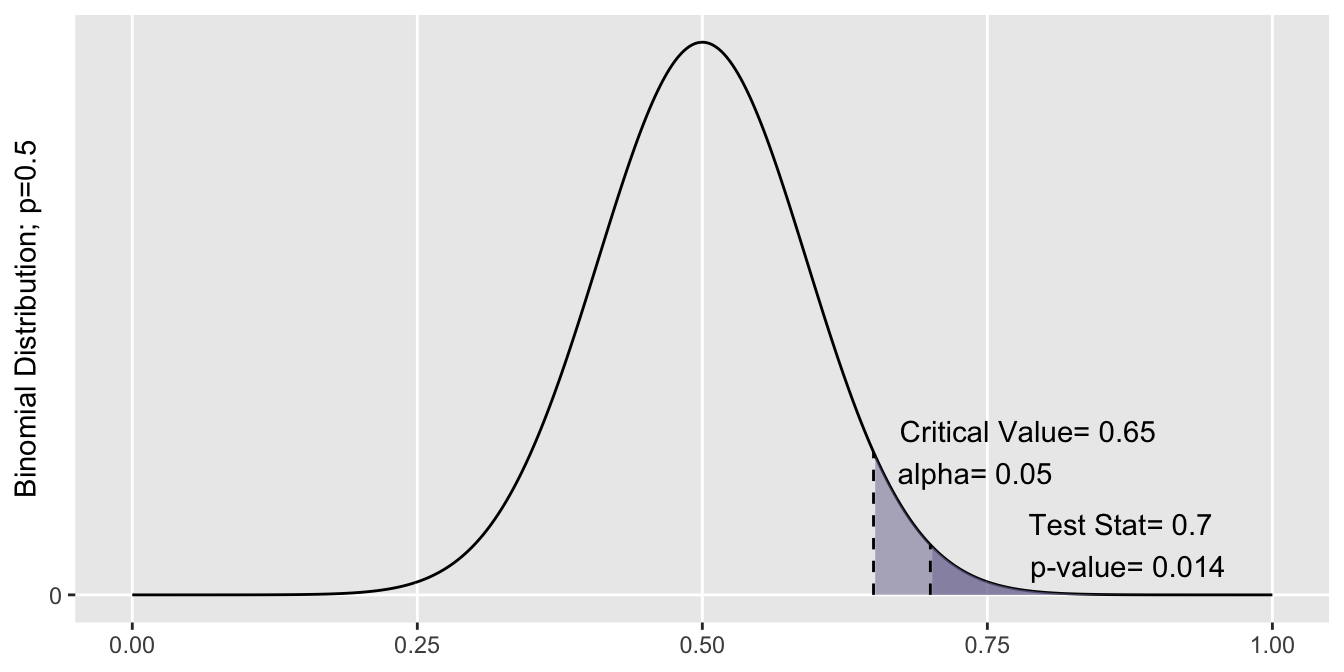 Binomial Distribution; p=0.5
Critical Value= 0.65
alpha= 0.05
Test Stat= 0.7
p-value= 0.014
0
0.00 0.25 0.50 0.75 1.00